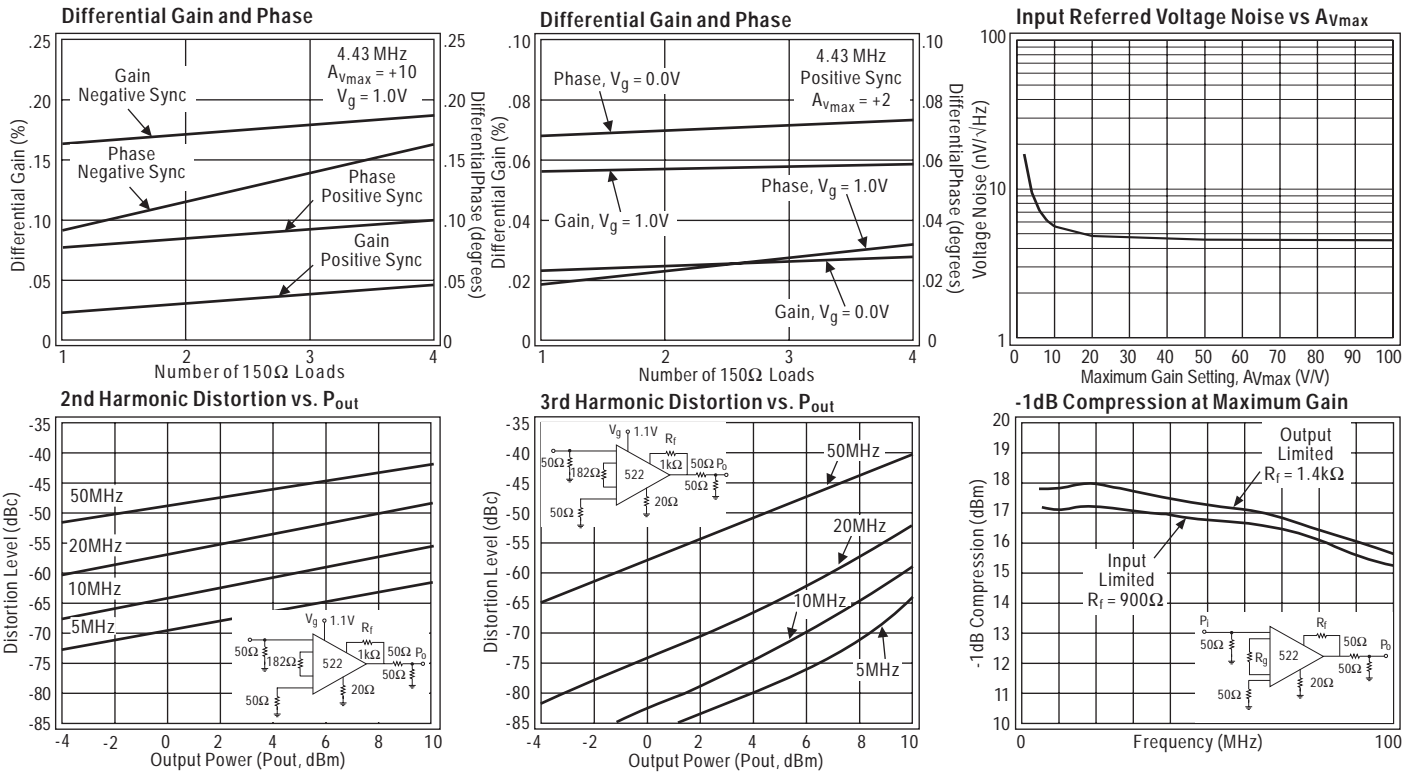 Differential Gain and Phase
.25
.20
.15
.10
.05
0
Differential Gain (%)
4.43 MHz
Avmax = +10
Vg = 1.0V
Gain
Negative Sync
Phase
Negative Sync
Phase
Positive Sync
Gain
Positive Sync
.25
.20
.15
.10
.05
0
DifferentialPhase (degrees)
1 2 3 4
Number of 150Ω Loads
Differential Gain and Phase
.10
.08
.06
.04
.02
0
Differential Gain (%)
4.43 MHz
Positive Sync
Avmax = +2
Phase, Vg = 0.0V
Phase, Vg = 1.0V
Gain, Vg = 1.0V
Gain, Vg = 0.0V
.10
.08
.06
.04
.02
0
DifferentialPhase (degrees)
1 2 3 4
Number of 150Ω Loads
Input Referred Voltage Noise vs AVmax
100
10
1
Voltage Noise (nV/√Hz)
0 10 20 30 40 50 60 70 80 90 100
Maximum Gain Setting, AVmax (V/V)
2nd Harmonic Distortion vs. Pout
-35
-40
-45
-50
-55
-60
-65
-70
-75
-80
-85
Distortion Level (dBc)
50MHz
20MHz
10MHz
5MHz
Vg 1.1V
Rf
50Ω
182Ω
522
1kΩ
50Ω Po
50Ω
50Ω
20Ω
-4 -2 0 2 4 6 8 10
Output Power (Pout, dBm)
3rd Harmonic Distortion vs. Pout
-35
-40
-45
-50
-55
-60
-65
-70
-75
-80
-85
Distortion Level (dBc)
Vg 1.1V
Rf
50Ω
182Ω
522
1kΩ
50Ω Po
50Ω
50Ω
20Ω
50MHz
20MHz
10MHz
5MHz
-4 -2 0 2 4 6 8 10
Output Power (Pout, dBm)
-1dB Compression at Maximum Gain
20
19
18
17
16
15
14
13
12
11
10
-1dB Compression (dBm)
Output
Limited
Rf = 1.4kΩ
Input
Limited
Rf = 900Ω
Pi
50Ω
Rg
522
Rf
50Ω
Po
50Ω
50Ω
20Ω
0 100
Frequency (MHz)